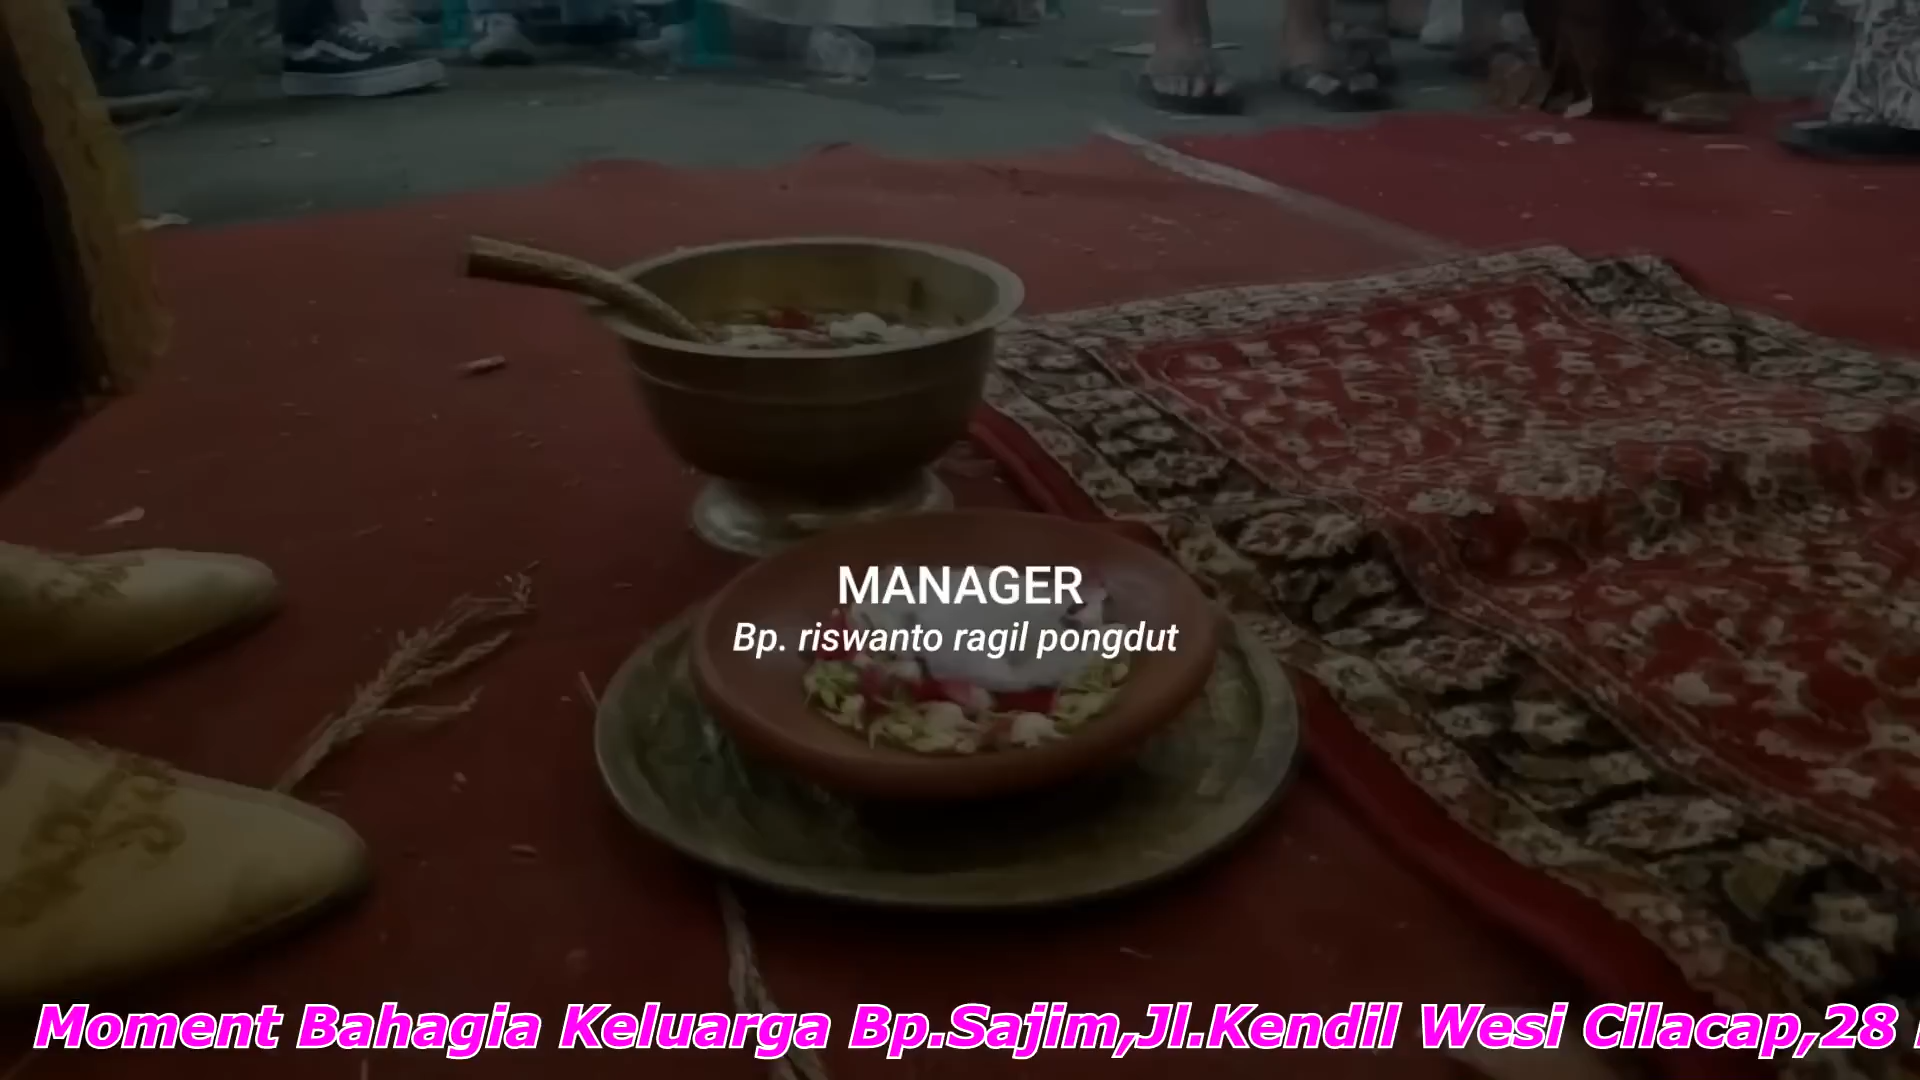 MANAGER
Bp. riswanto ragil pongdut
Moment Bahagia Keluarga Bp.Sajim,Jl.Kendil Wesi Cilacap,28